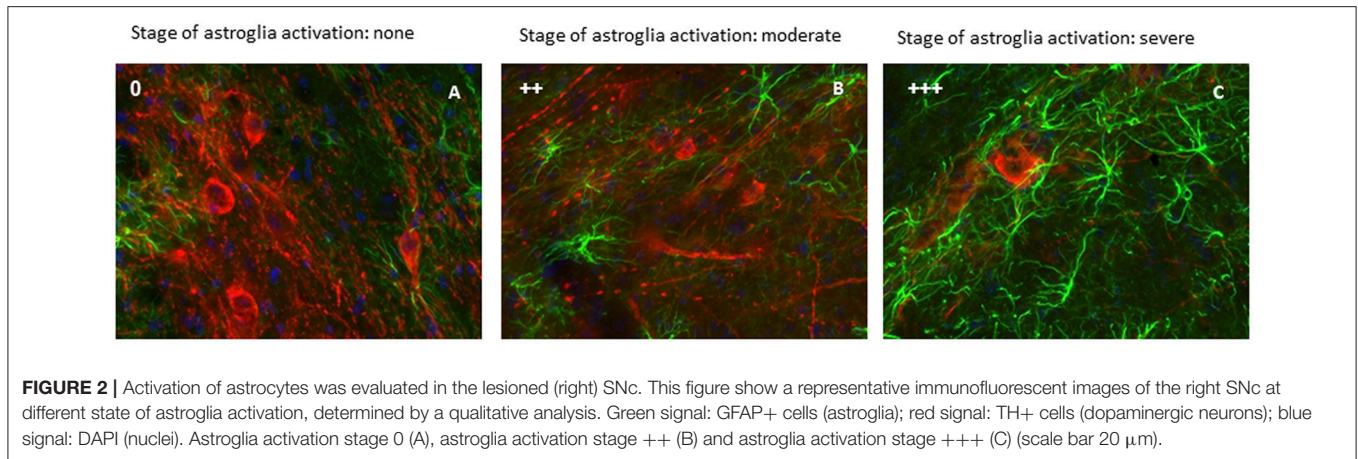 Stage of astroglia activation: none
Stage of astroglia activation: moderate
Stage of astroglia activation: severe
0
A
++
B
+++
C
FIGURE 2 | Activation of astrocytes was evaluated in the lesioned (right) SNc. This figure show a representative immunofluorescent images of the right SNc at
different state of astroglia activation, determined by a qualitative analysis. Green signal: GFAP+ cells (astroglia); red signal: TH+ cells (dopaminergic neurons); blue
signal: DAPI (nuclei). Astroglia activation stage 0 (A), astroglia activation stage ++ (B) and astroglia activation stage +++ (C) (scale bar 20 μm).